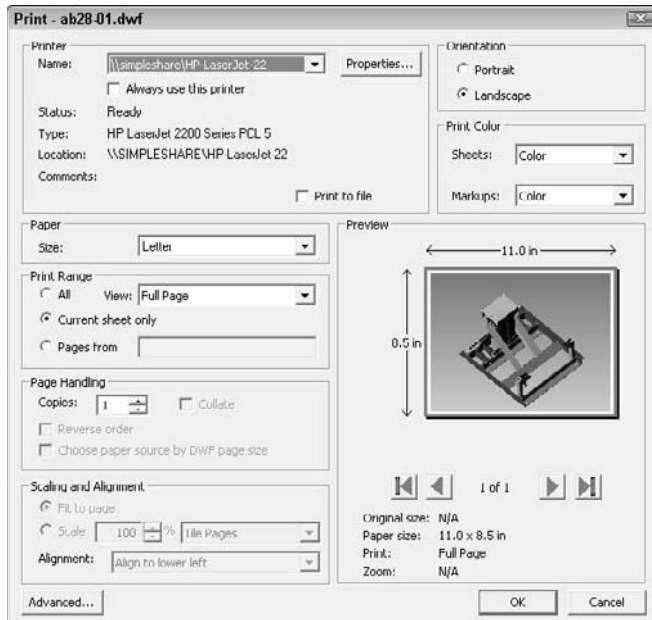 Print - ab28-01.dwf
Printer
Name: \\simpleshare\HP-LaserJet-22 Properties...
Always use this printer
Status: Ready
Type: HP LaserJet 2200 Series PCL 5
Location: \\SIMPLESHARE\HP LaserJet 22
Comments:
Print to file
Orientation
Portrait
Landscape
Print Color
Sheets: Color
Markups: Color
Paper
Size: Letter
Print Range
All View: Full Page
Current sheet only
Pages from
Page Handling
Copies: 1 Collate
Reverse order
Choose paper source by DWF page size
Scaling and Alignment
Fit to page
Scale 100 % Tile Pages
Alignment: Align to lower left
Preview
11.0 in
8.5 in
1 of 1
Original size: N/A
Paper size: 11.0 x 8.5 in
Print: Full Page
Zoom: N/A
Advanced... OK Cancel